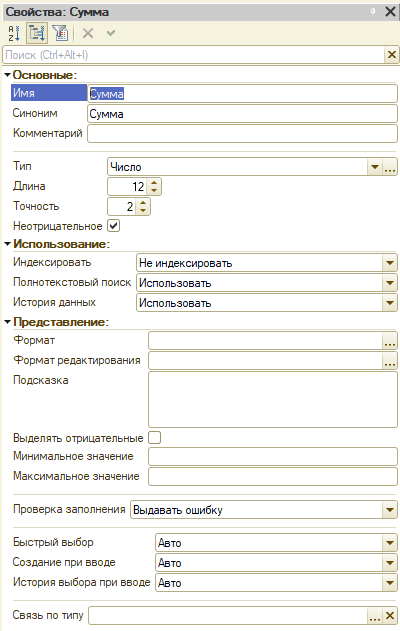 Свойства: Сумма
Поиск (Ctrl+Alt+I)
Основные:
Имя Сумма
Синоним Сумма
Комментарий
Тип Число
Длина 12
Точность 2
Неотрицательное
Использование:
Индексировать Не индексировать
Полнотекстовый поиск Использовать
История данных Использовать
Представление:
Формат
Формат редактирования
Подсказка
Выделять отрицательные
Минимальное значение
Максимальное значение
Проверка заполнения Выдавать ошибку
Быстрый выбор Авто
Создание при вводе Авто
История выбора при вводе Авто
Связь по типу